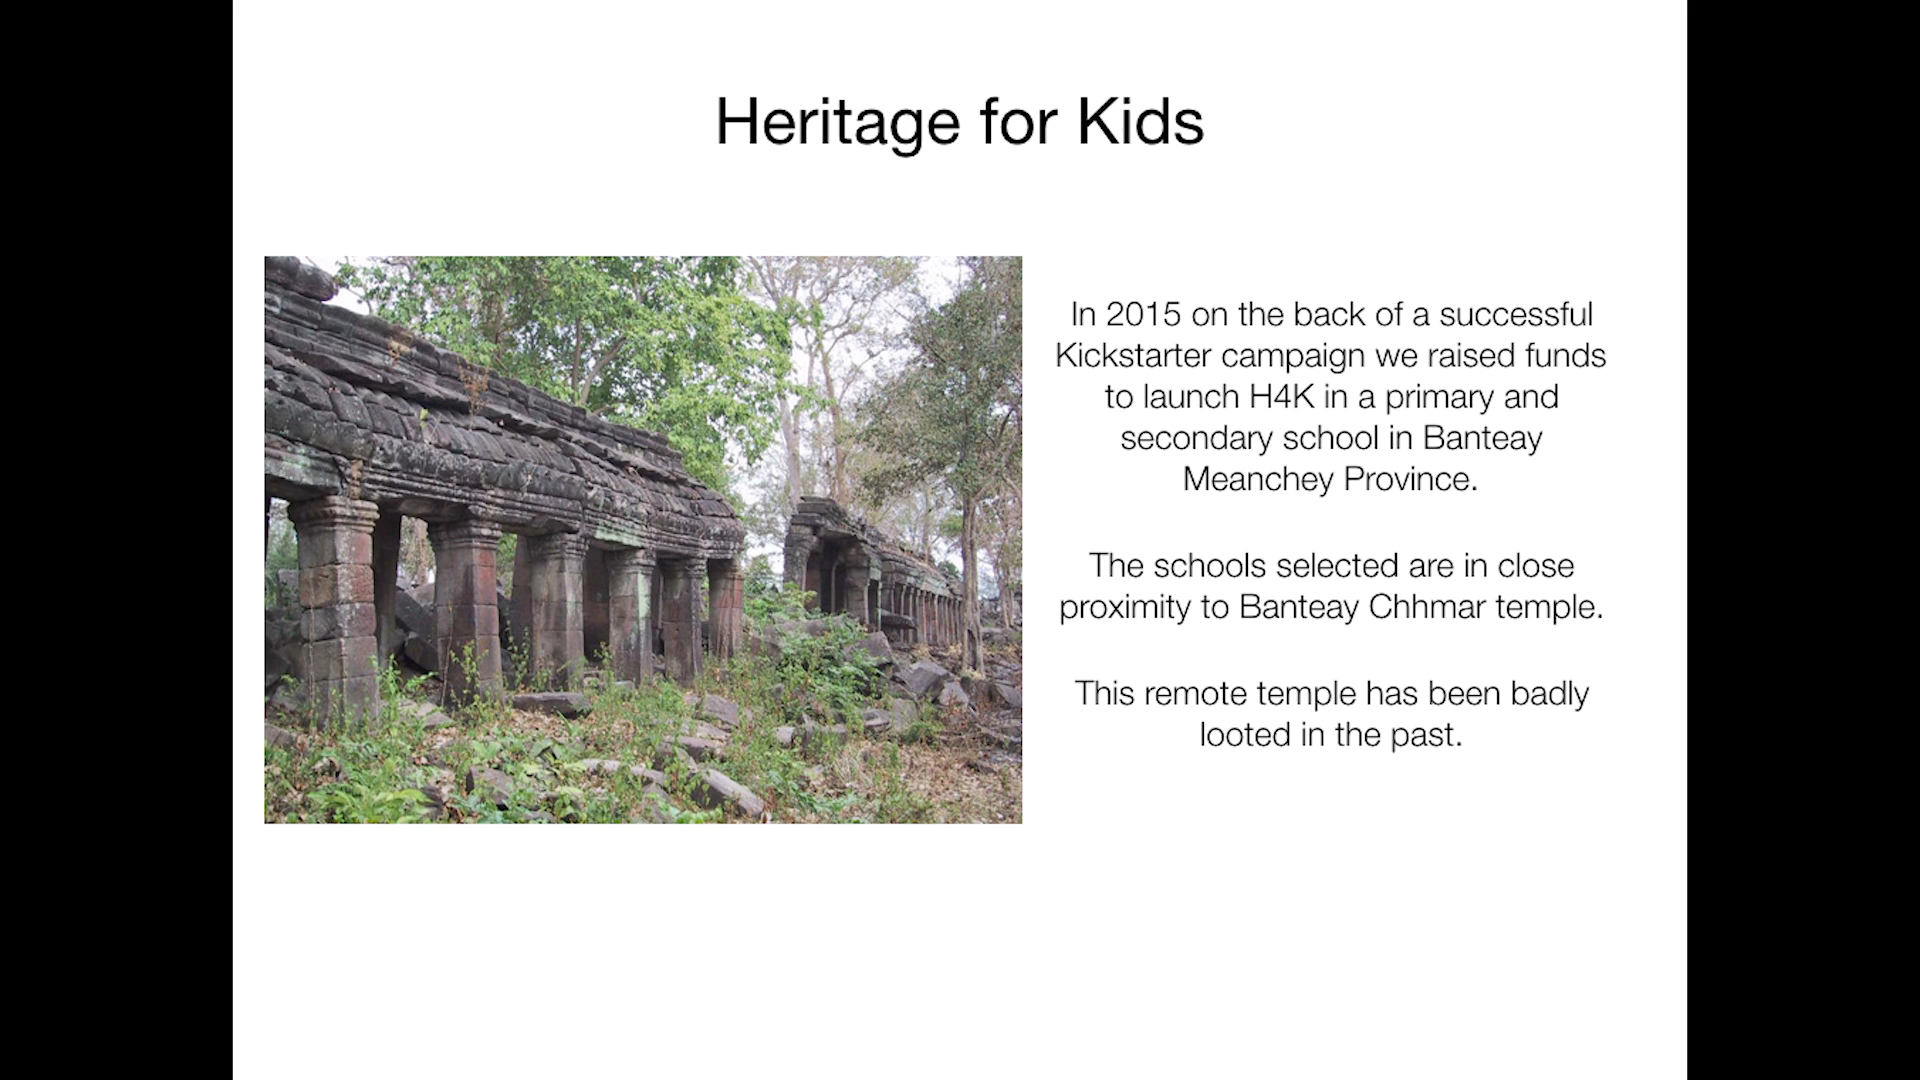 Heritage for Kids
In 2015 on the back of a successful
Kickstarter campaign we raised funds
to launch H4K in a primary and
secondary school in Banteay
Meanchey Province.
The schools selected are in close
proximity to Banteay Chhmar temple.
This remote temple has been badly
looted in the past.